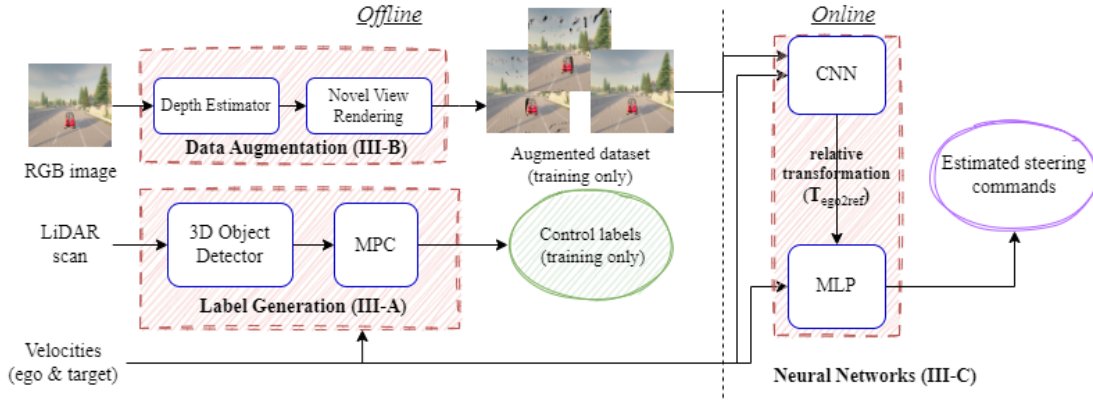 Offline
Online
RGB image
Depth Estimator
Novel View
Rendering
Data Augmentation (III-B)
Augmented dataset
(training only)
CNN
relative
transformation
(T_ego2ref)
Estimated steering
commands
LiDAR
scan
3D Object
Detector
MPC
Label Generation (III-A)
Control labels
(training only)
MLP
Velocities
(ego & target)
Neural Networks (III-C)